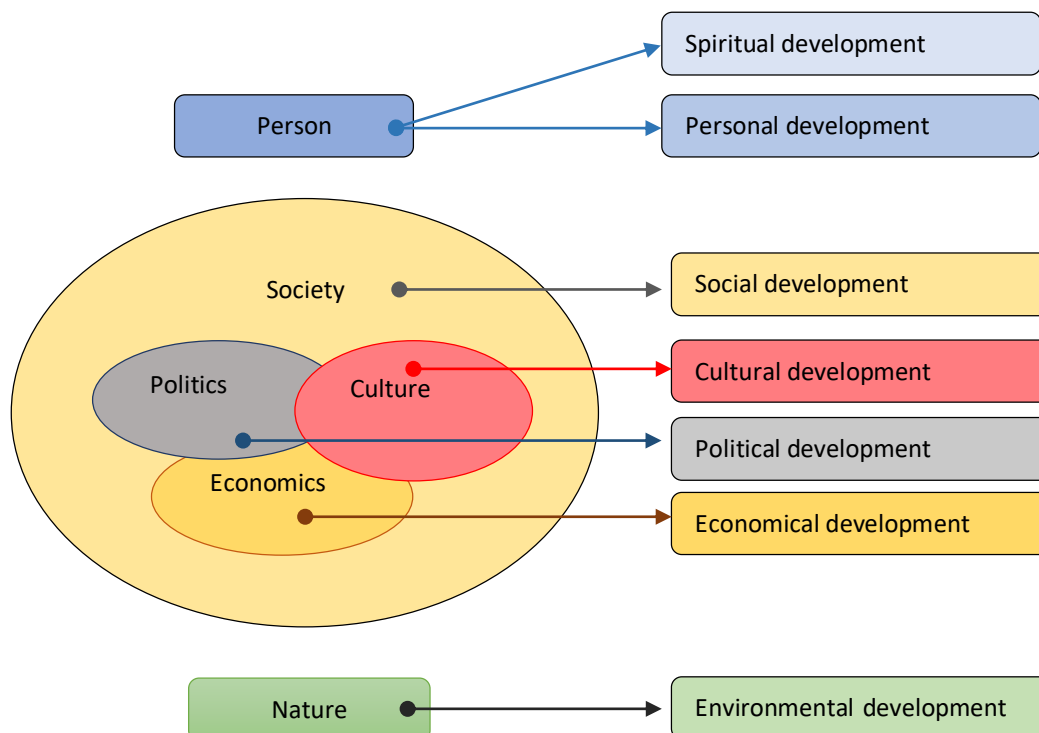 Spiritual development
Person
Personal development
Society
Social development
Politics
Culture
Cultural development
Political development
Economics
Economical development
Nature
Environmental development